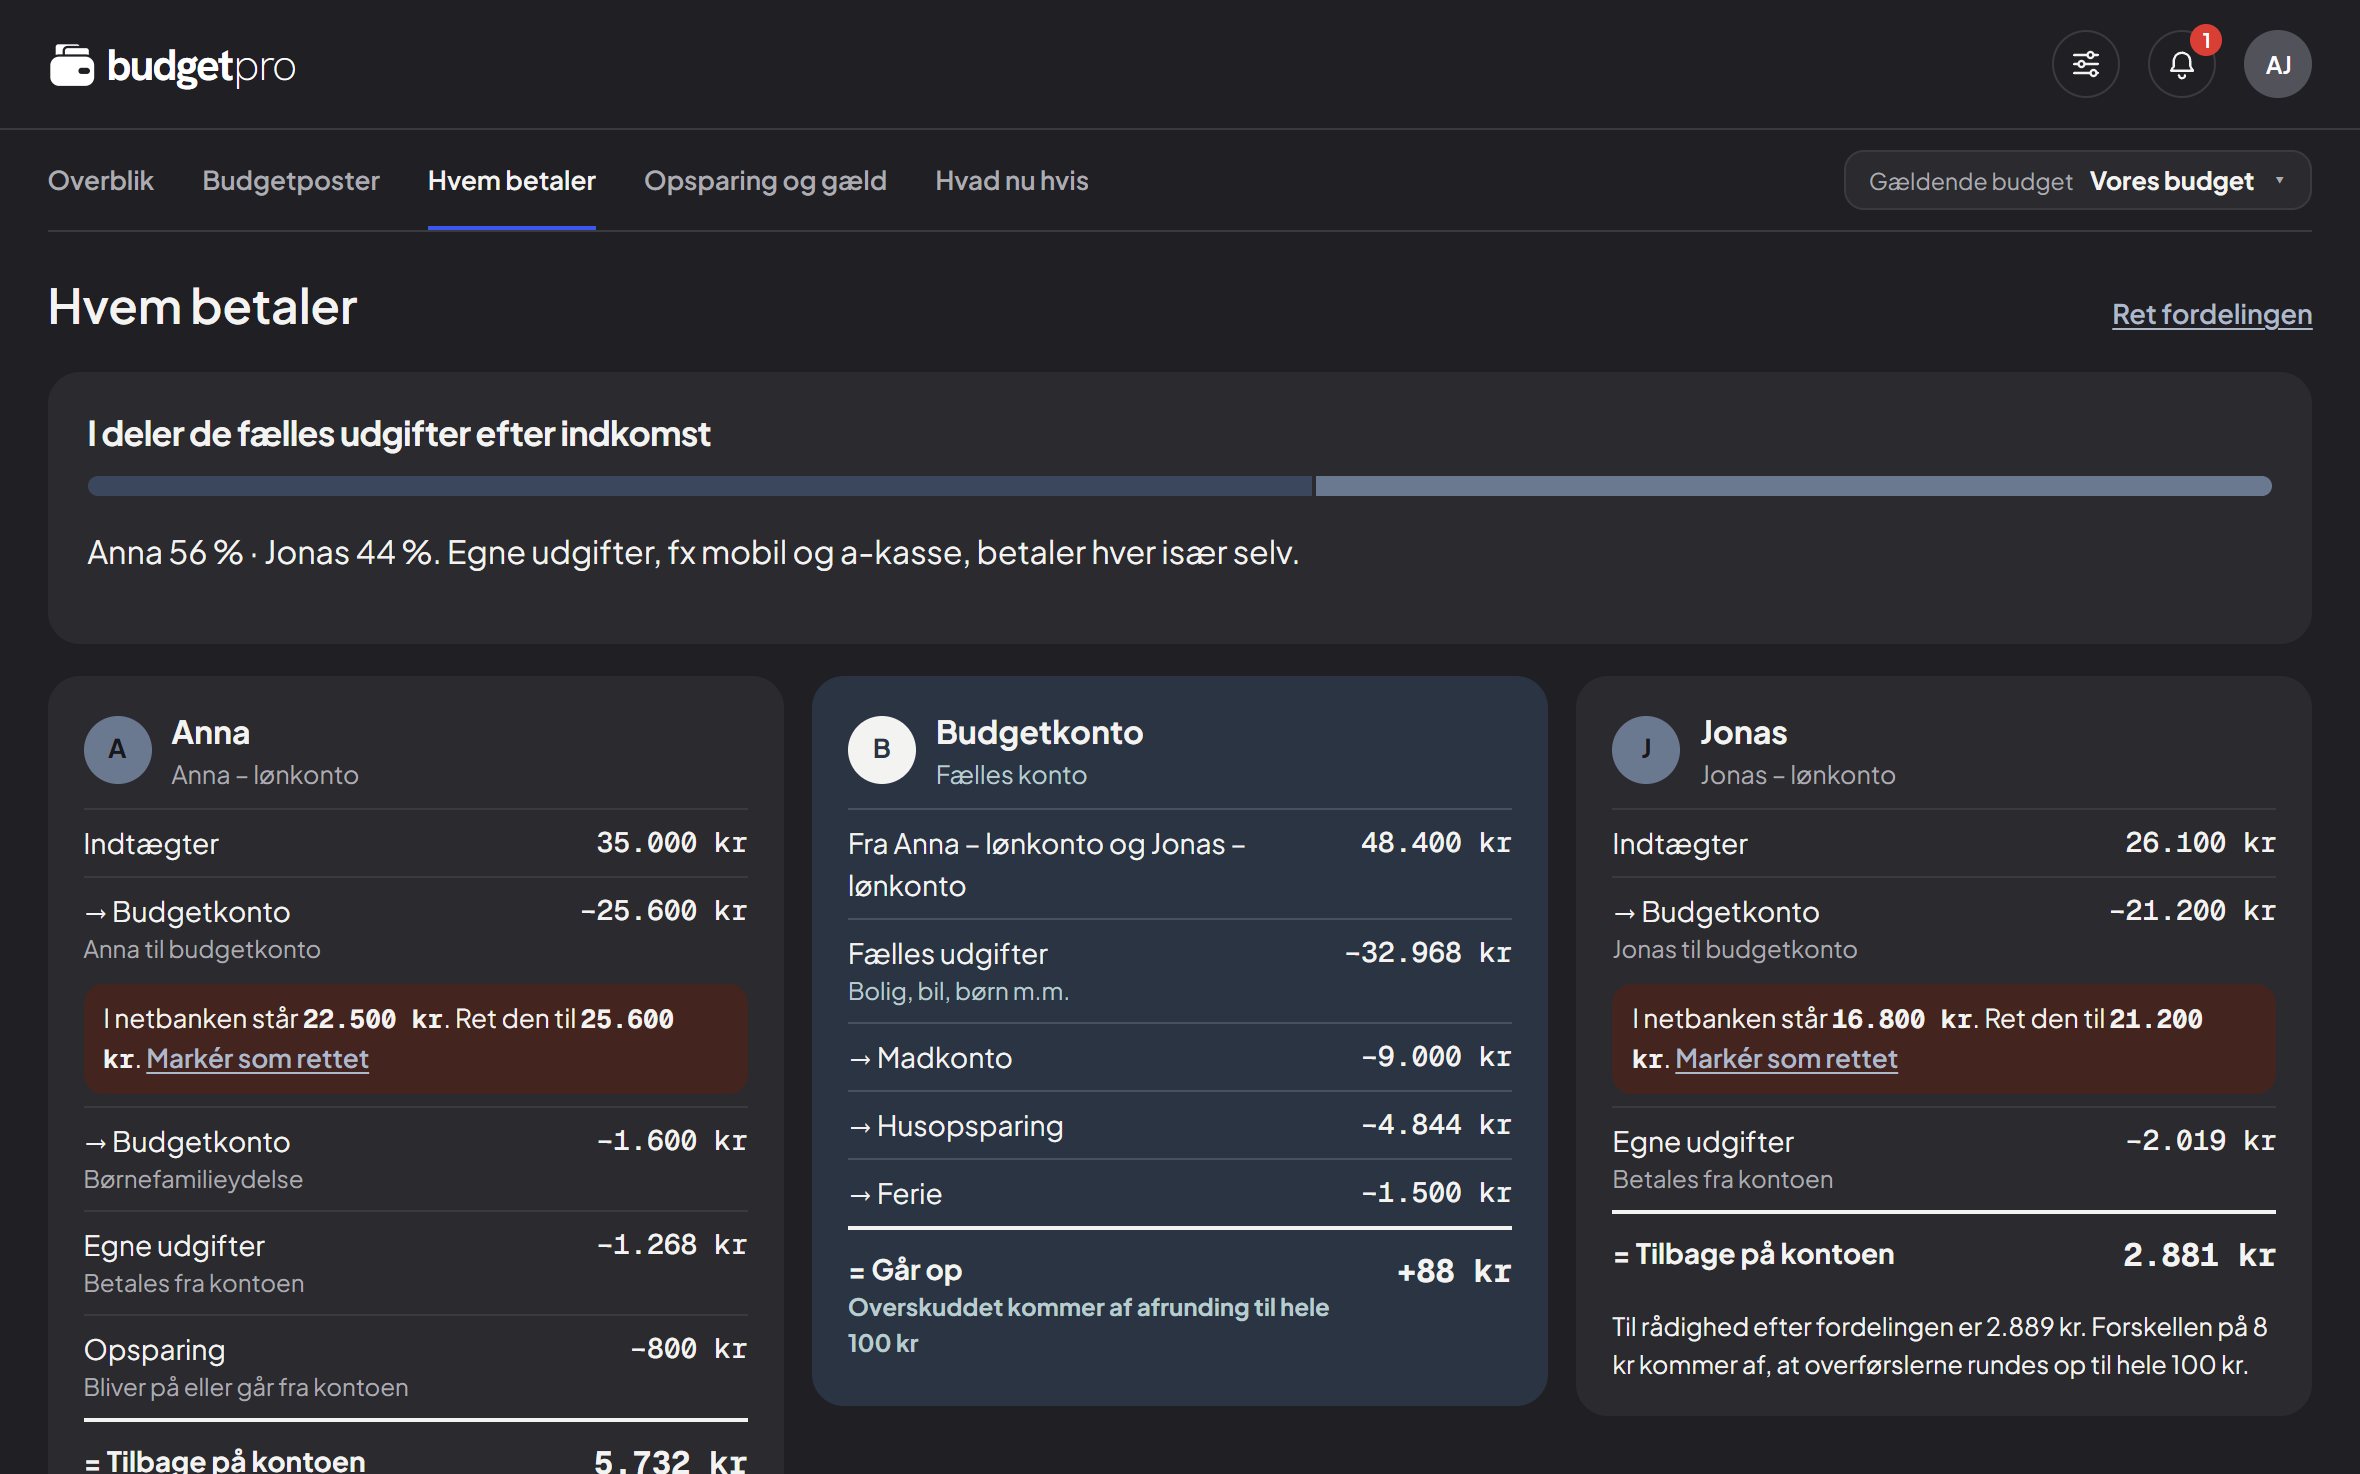 budgetpro
1
AJ
Overblik
Budgetposter
Hvem betaler
Opsparing og gæld
Hvad nu hvis
Gældende budget Vores budget
Hvem betaler
Ret fordelingen
I deler de fælles udgifter efter indkomst
Anna 56 % · Jonas 44 %. Egne udgifter, fx mobil og a-kasse, betaler hver især selv.
A
Anna
Anna – lønkonto
Indtægter 35.000 kr
→ Budgetkonto −25.600 kr
Anna til budgetkonto
I netbanken står 22.500 kr. Ret den til 25.600
kr. Markér som rettet
→ Budgetkonto −1.600 kr
Børnefamilieydelse
Egne udgifter −1.268 kr
Betales fra kontoen
Opsparing −800 kr
Bliver på eller går fra kontoen
= Tilbage på kontoen 5.732 kr
B
Budgetkonto
Fælles konto
Fra Anna – lønkonto og Jonas – 48.400 kr
lønkonto
Fælles udgifter −32.968 kr
Bolig, bil, børn m.m.
→ Madkonto −9.000 kr
→ Husopsparing −4.844 kr
→ Ferie −1.500 kr
= Går op +88 kr
Overskuddet kommer af afrunding til hele
100 kr
J
Jonas
Jonas – lønkonto
Indtægter 26.100 kr
→ Budgetkonto −21.200 kr
Jonas til budgetkonto
I netbanken står 16.800 kr. Ret den til 21.200
kr. Markér som rettet
Egne udgifter −2.019 kr
Betales fra kontoen
= Tilbage på kontoen 2.881 kr
Til rådighed efter fordelingen er 2.889 kr. Forskellen på 8
kr kommer af, at overførslerne rundes op til hele 100 kr.